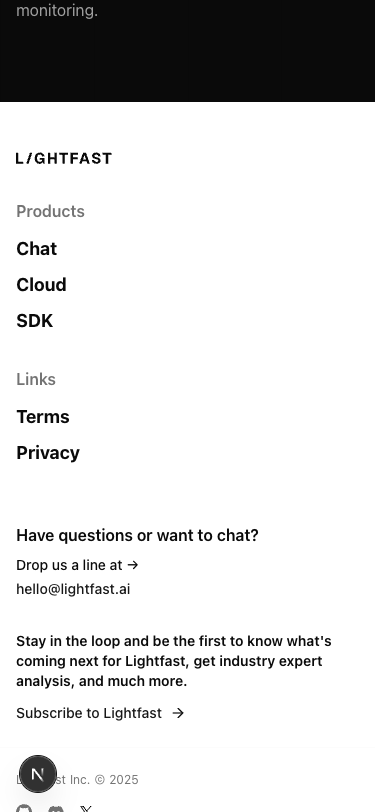 monitoring.
L/GHTFAST
Products
Chat
Cloud
SDK
Links
Terms
Privacy
Have questions or want to chat?
Drop us a line at →
hello@lightfast.ai
Stay in the loop and be the first to know what's
coming next for Lightfast, get industry expert
analysis, and much more.
Subscribe to Lightfast →
N
Inc. © 2025